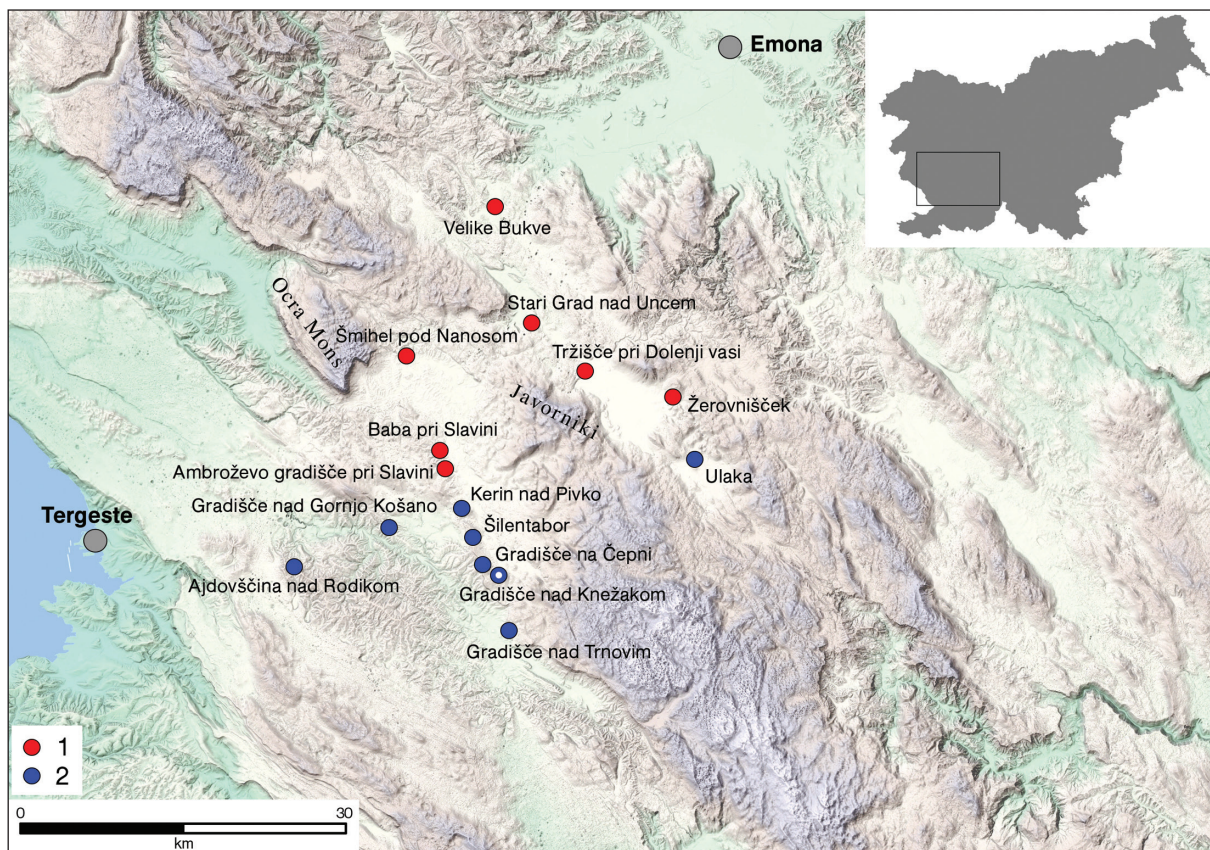 Emona
Velike Bukve
Ocra Mons
Stari Grad nad Uncem
Šmihel pod Nanosom
Tržišče pri Dolenji vasi
Javorniki
Žerovnišček
Baba pri Slavini
Ambroževo gradišče pri Slavini
Ulaka
Kerin nad Pivko
Gradišče nad Gornjo Košano
Tergeste
Šilentabor
Gradišče na Čepni
Ajdovščina nad Rodikom
Gradišče nad Knežakom
Gradišče nad Trnovim
1
2
0 30
km